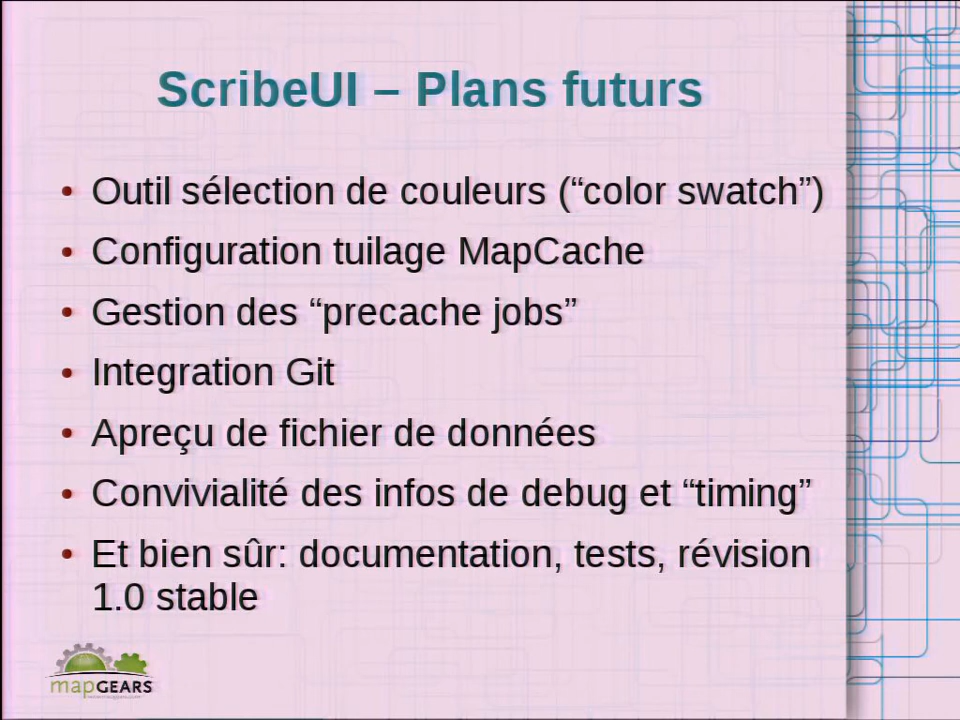 ScribeUI – Plans futurs
• Outil sélection de couleurs (“color swatch”)
• Configuration tuilage MapCache
• Gestion des “precache jobs”
• Integration Git
• Apreçu de fichier de données
• Convivialité des infos de debug et “timing”
• Et bien sûr: documentation, tests, révision
1.0 stable
mapGEARS